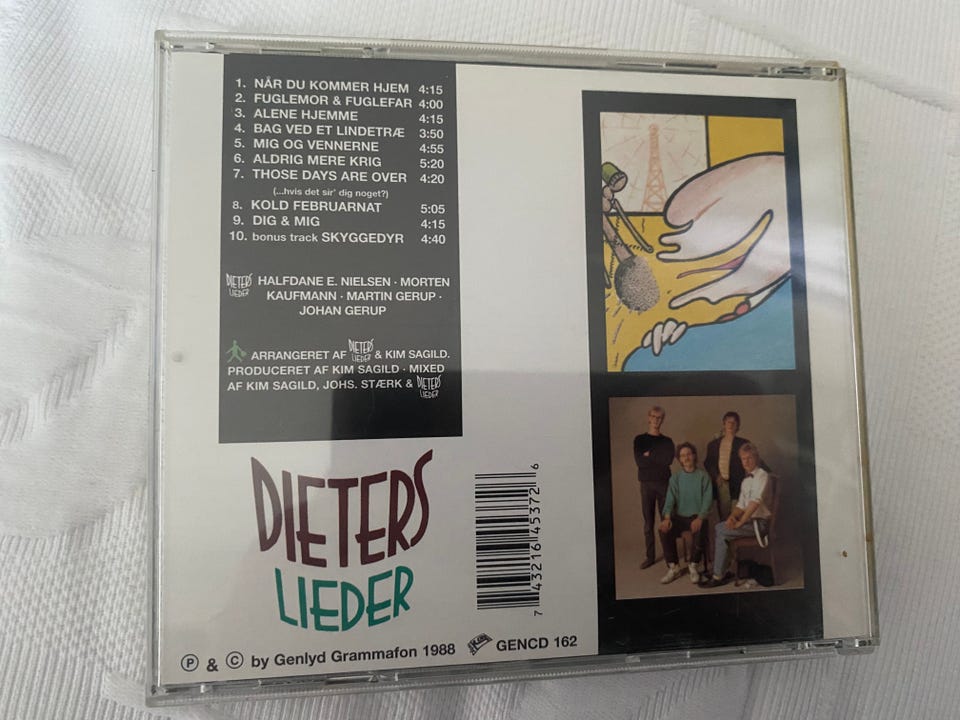 1. NÅR DU KOMMER HJEM 4:15
2. FUGLEMOR & FUGLEFAR 4:00
3. ALENE HJEMME 4:15
4. BAG VED ET LINDETRÆ 3:50
5. MIG OG VENNERNE 4:55
6. ALDRIG MERE KRIG 5:20
7. THOSE DAYS ARE OVER 4:20
(...hvis det sir' dig noget?)
8. KOLD FEBRUARNAT 5:05
9. DIG & MIG 4:15
10. bonus track SKYGGEDYR 4:40
DIETERS LIEDER HALFDANE E. NIELSEN · MORTEN
KAUFMANN · MARTIN GERUP ·
JOHAN GERUP
ARRANGERET AF DIETERS LIEDER & KIM SAGILD.
PRODUCERET AF KIM SAGILD · MIXED
AF KIM SAGILD, JOHS. STÆRK & DIETERS LIEDER
DIETERS
LIEDER
7 43216 45372 6
Ⓟ & © by Genlyd Grammafon 1988 GENCD 162